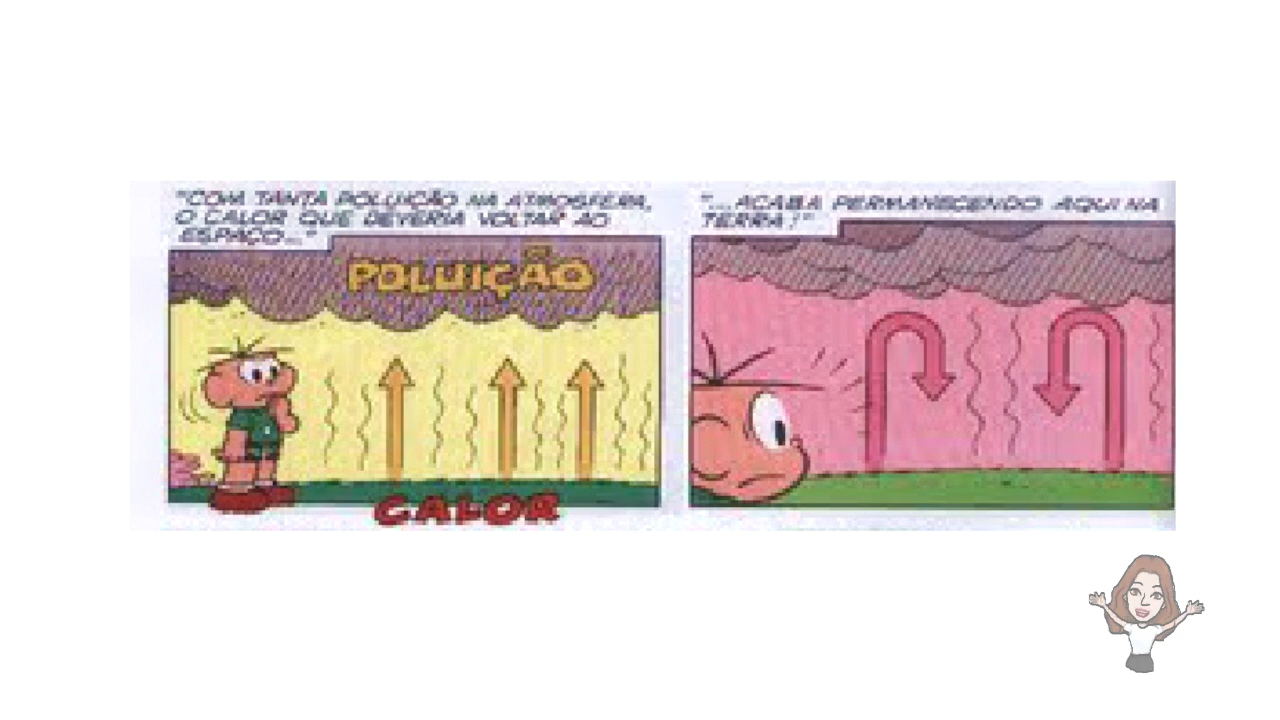 "COM TANTA POLUIÇÃO NA ATMOSFERA,
O CALOR QUE DEVERIA VOLTAR AO
ESPAÇO..."
POLUIÇÃO
CALOR
"...ACABA PERMANECENDO AQUI NA
TERRA!"